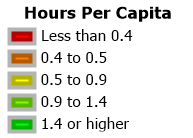 Hours Per Capita
Less than 0.4
0.4 to 0.5
0.5 to 0.9
0.9 to 1.4
1.4 or higher